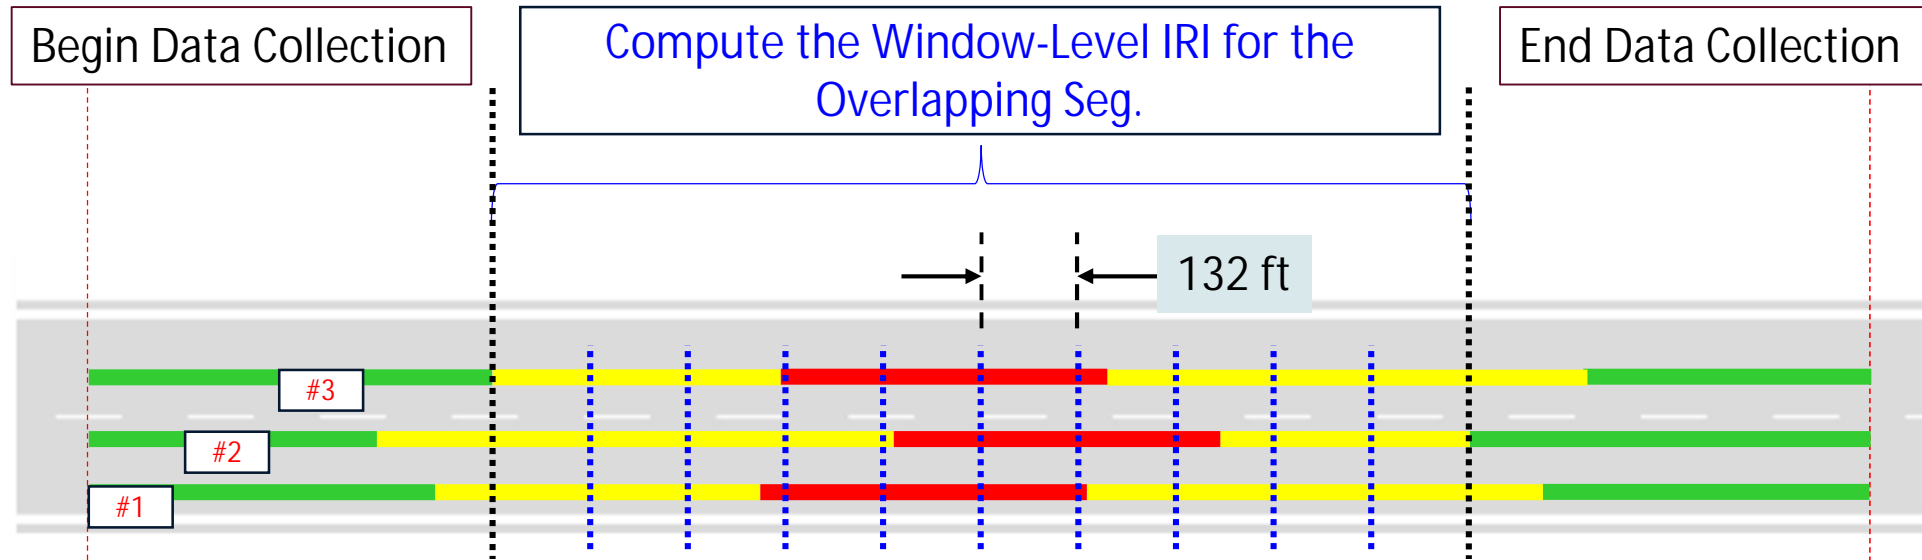 Begin Data Collection
Compute the Window-Level IRI for the
Overlapping Seg.
End Data Collection
132 ft
#3
#2
#1